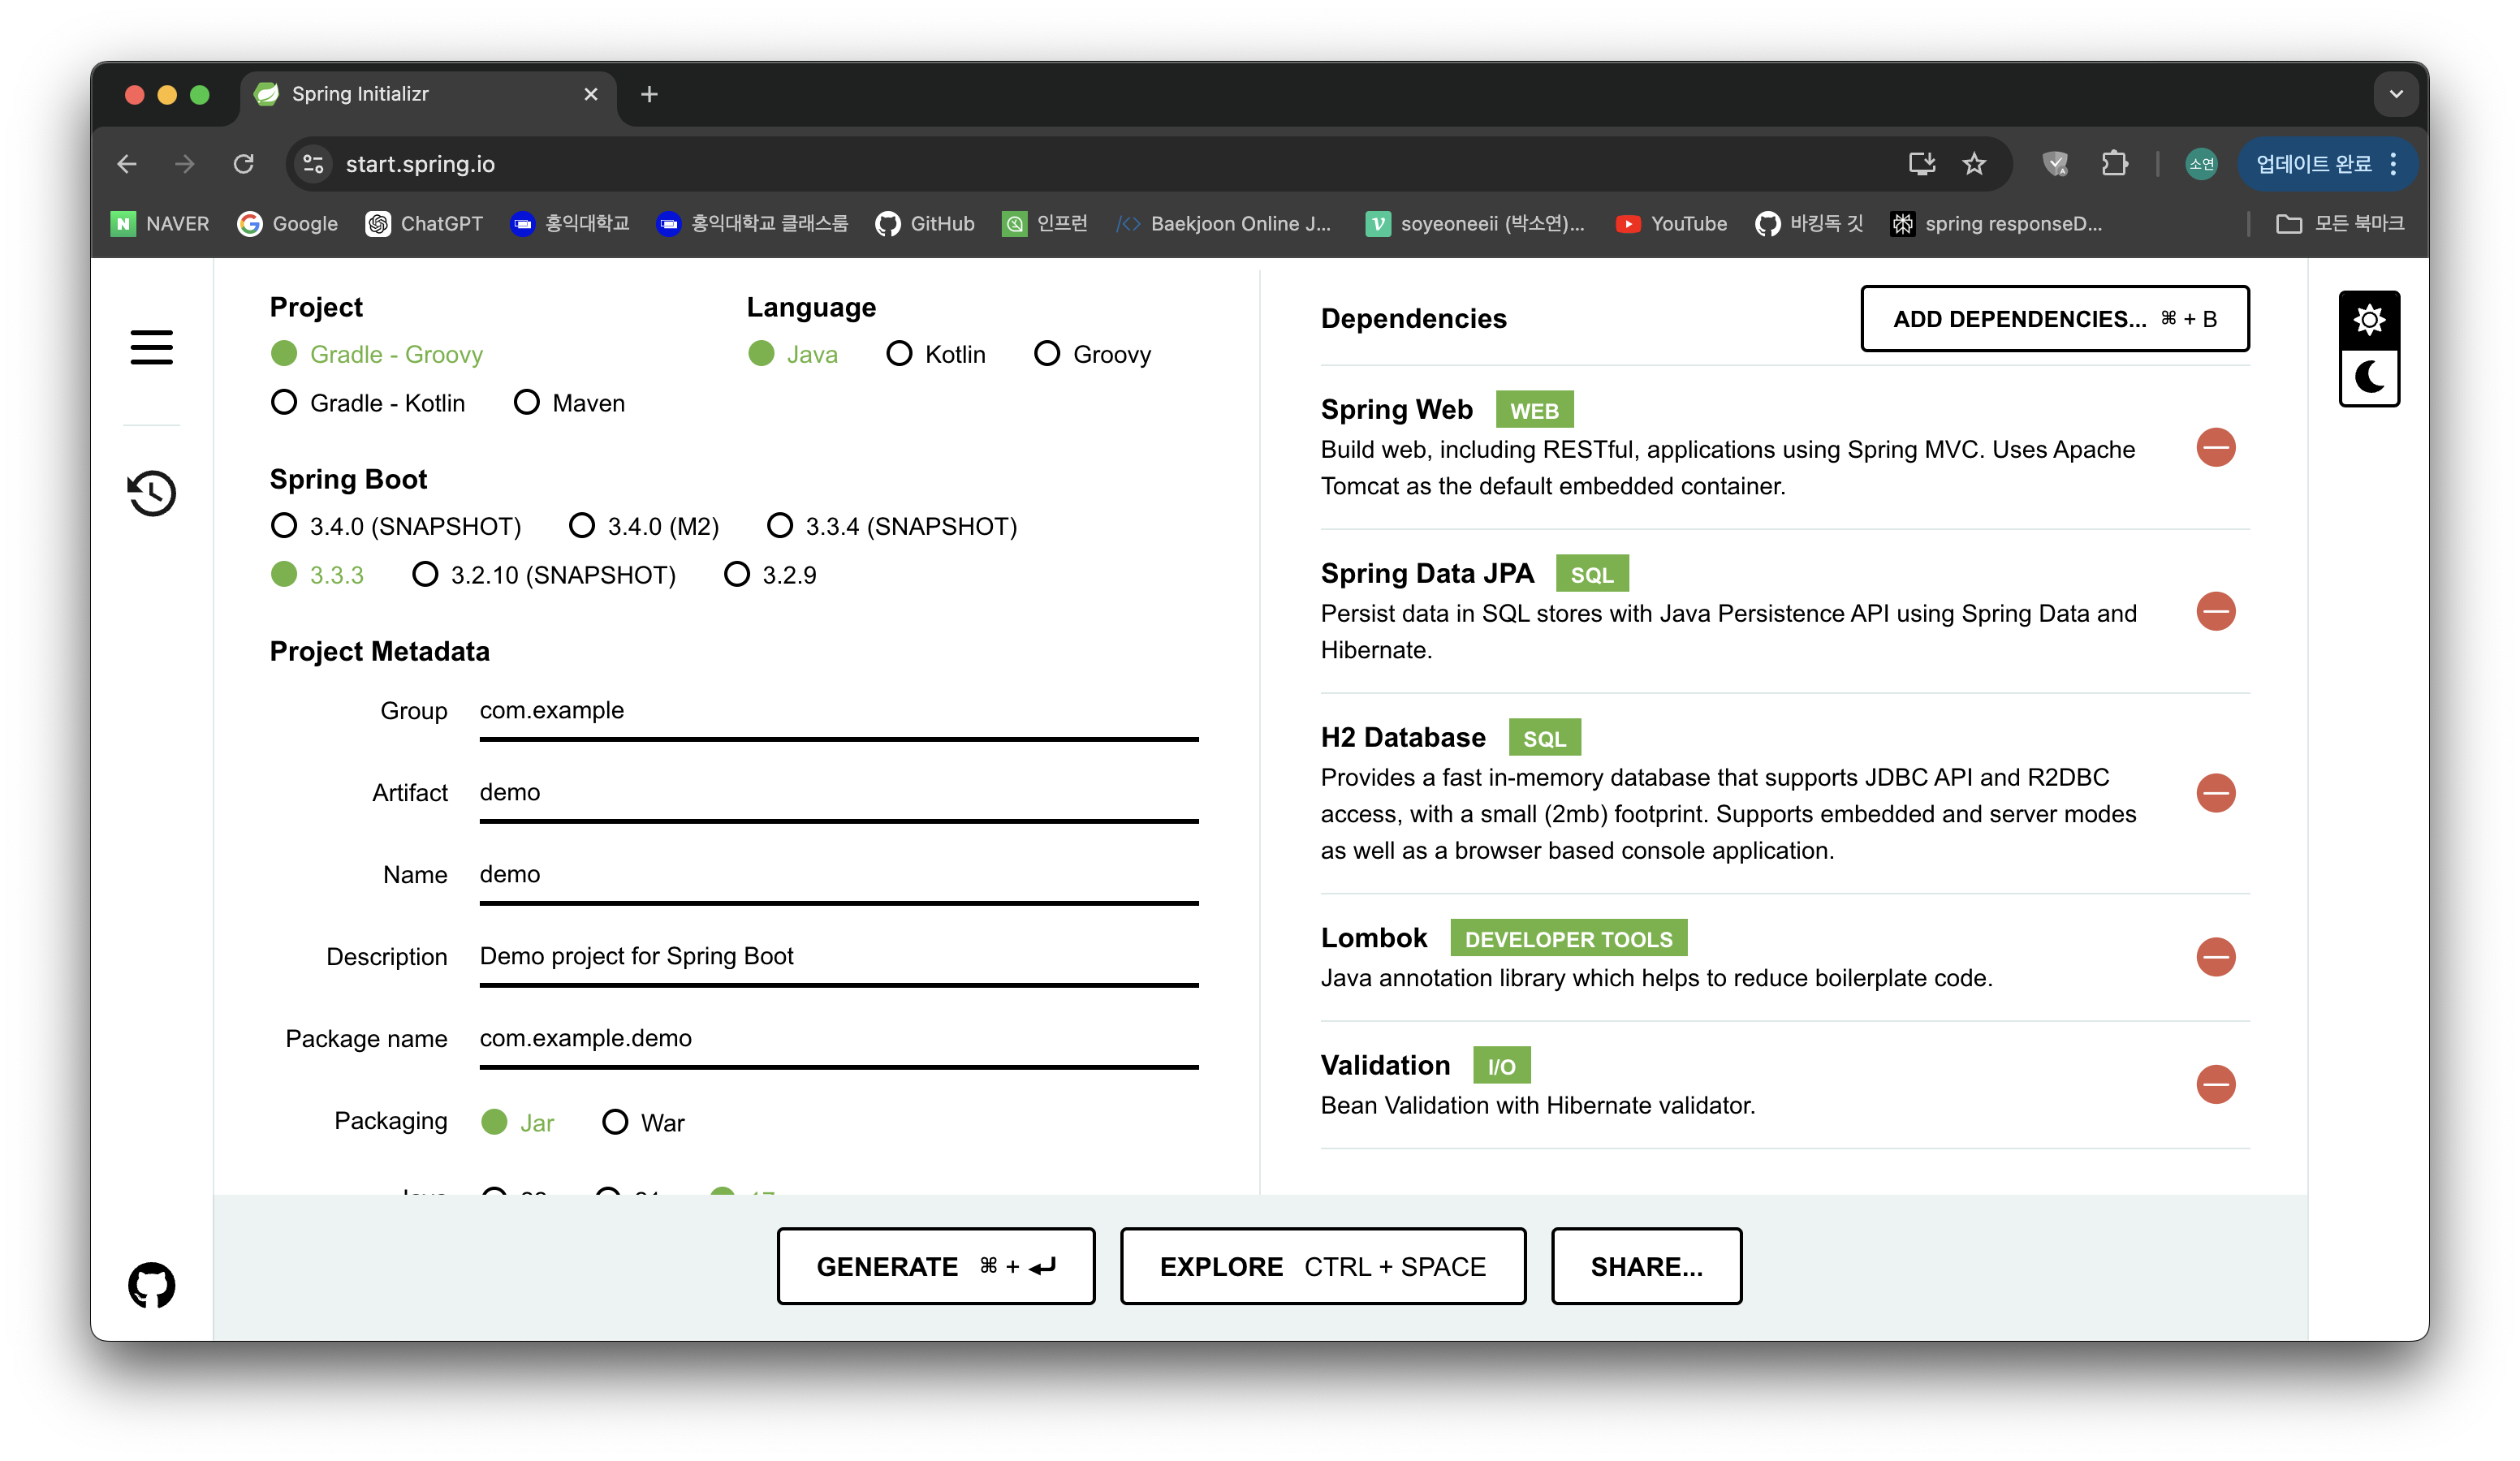 Spring Initializr
start.spring.io
소연
업데이트 완료
NAVER
Google
ChatGPT
홍익대학교
홍익대학교 클래스룸
GitHub
인프런
Baekjoon Online J...
soyeoneeii (박소연)...
YouTube
바킹독 깃
spring responseD...
모든 북마크
Project
Gradle - Groovy
Gradle - Kotlin Maven
Language
Java Kotlin Groovy
Spring Boot
3.4.0 (SNAPSHOT) 3.4.0 (M2) 3.3.4 (SNAPSHOT)
3.3.3 3.2.10 (SNAPSHOT) 3.2.9
Project Metadata
Group com.example
Artifact demo
Name demo
Description Demo project for Spring Boot
Package name com.example.demo
Packaging Jar War
Dependencies
ADD DEPENDENCIES... ⌘ + B
Spring Web WEB
Build web, including RESTful, applications using Spring MVC. Uses Apache
Tomcat as the default embedded container.
Spring Data JPA SQL
Persist data in SQL stores with Java Persistence API using Spring Data and
Hibernate.
H2 Database SQL
Provides a fast in-memory database that supports JDBC API and R2DBC
access, with a small (2mb) footprint. Supports embedded and server modes
as well as a browser based console application.
Lombok DEVELOPER TOOLS
Java annotation library which helps to reduce boilerplate code.
Validation I/O
Bean Validation with Hibernate validator.
GENERATE ⌘ + ↵
EXPLORE CTRL + SPACE
SHARE...